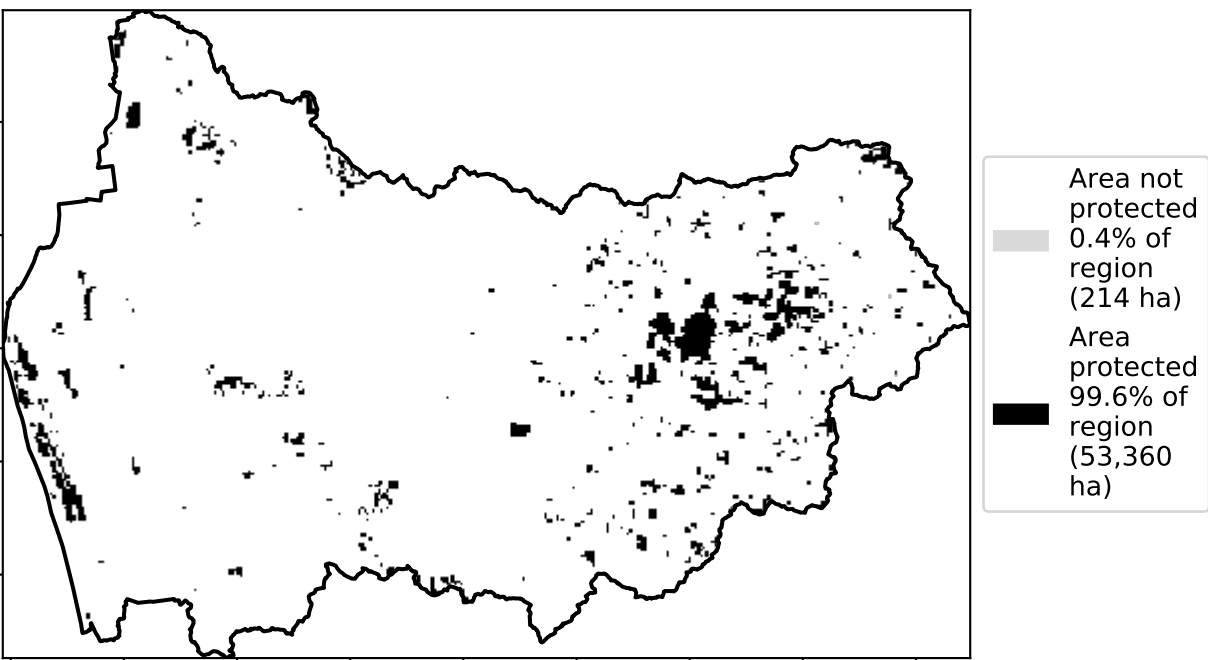 Area not
protected
0.4% of
region
(214 ha)
Area
protected
99.6% of
region
(53,360
ha)